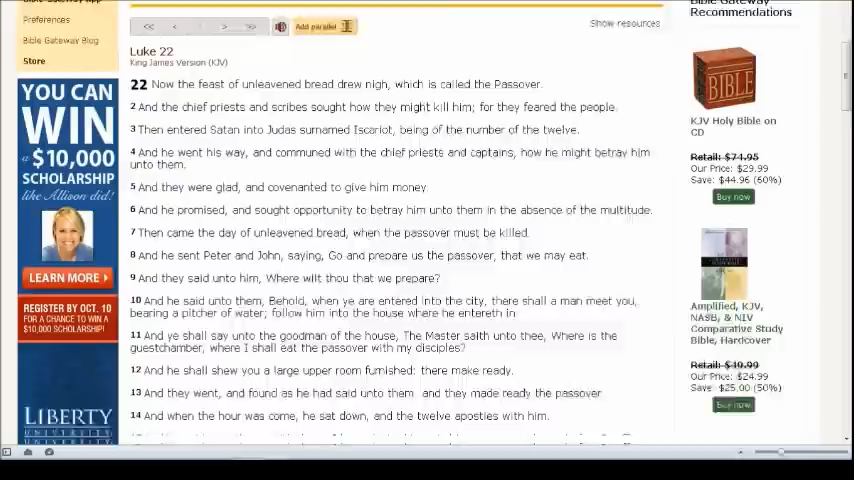 Bible Gateway App
Preferences
Bible Gateway Blog
Store
YOU CAN
WIN
a $10,000
SCHOLARSHIP
like Allison did!
LEARN MORE
REGISTER BY OCT. 10
FOR A CHANCE TO WIN
A $10,000 SCHOLARSHIP!
LIBERTY
UNIVERSITY
Add parallel
Show resources
Luke 22
King James Version (KJV)
22 Now the feast of unleavened bread drew nigh, which is called the Passover.
2 And the chief priests and scribes sought how they might kill him; for they feared the people.
3 Then entered Satan into Judas surnamed Iscariot, being of the number of the twelve.
4 And he went his way, and communed with the chief priests and captains, how he might betray him
unto them.
5 And they were glad, and covenanted to give him money.
6 And he promised, and sought opportunity to betray him unto them in the absence of the multitude.
7 Then came the day of unleavened bread, when the passover must be killed.
8 And he sent Peter and John, saying, Go and prepare us the passover, that we may eat.
9 And they said unto him, Where wilt thou that we prepare?
10 And he said unto them, Behold, when ye are entered into the city, there shall a man meet you,
bearing a pitcher of water; follow him into the house where he entereth in
11 And ye shall say unto the goodman of the house, The Master saith unto thee, Where is the
guestchamber, where I shall eat the passover with my disciples?
12 And he shall shew you a large upper room furnished: there make ready.
13 And they went, and found as he had said unto them and they made ready the passover
14 And when the hour was come, he sat down, and the twelve apostles with him.
Bible Gateway
Recommendations
BIBLE
KJV Holy Bible on
CD
Retail: $74.95
Our Price: $29.99
Save: $44.96 (60%)
Buy now
Amplified, KJV,
NASB, & NIV
Comparative Study
Bible, Hardcover
Retail: $49.99
Our Price: $24.99
Save: $25.00 (50%)
Buy now